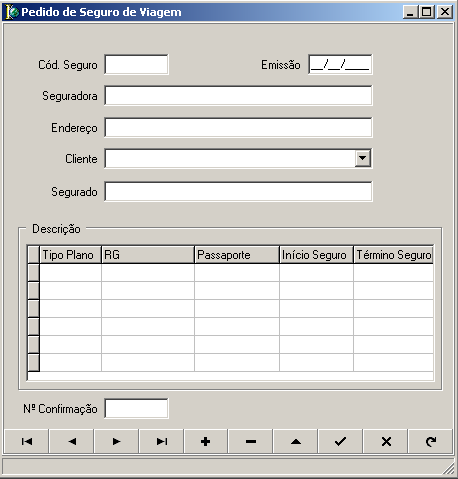 Pedido de Seguro de Viagem
Cód. Seguro
Emissão __/__/____
Seguradora
Endereço
Cliente
Segurado
Descrição
Tipo Plano RG Passaporte Início Seguro Término Seguro
Nº Confirmação